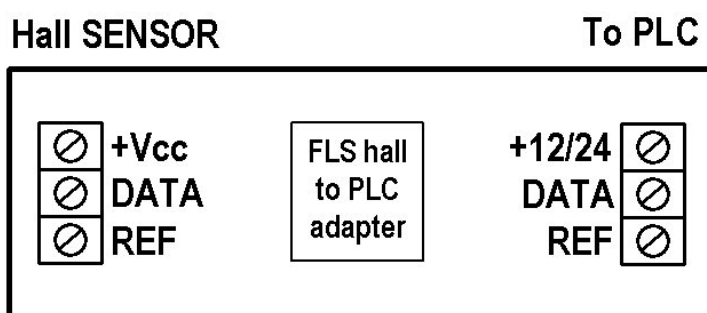 Hall SENSOR
To PLC
+Vcc
DATA
REF
FLS hall
to PLC
adapter
+12/24
DATA
REF